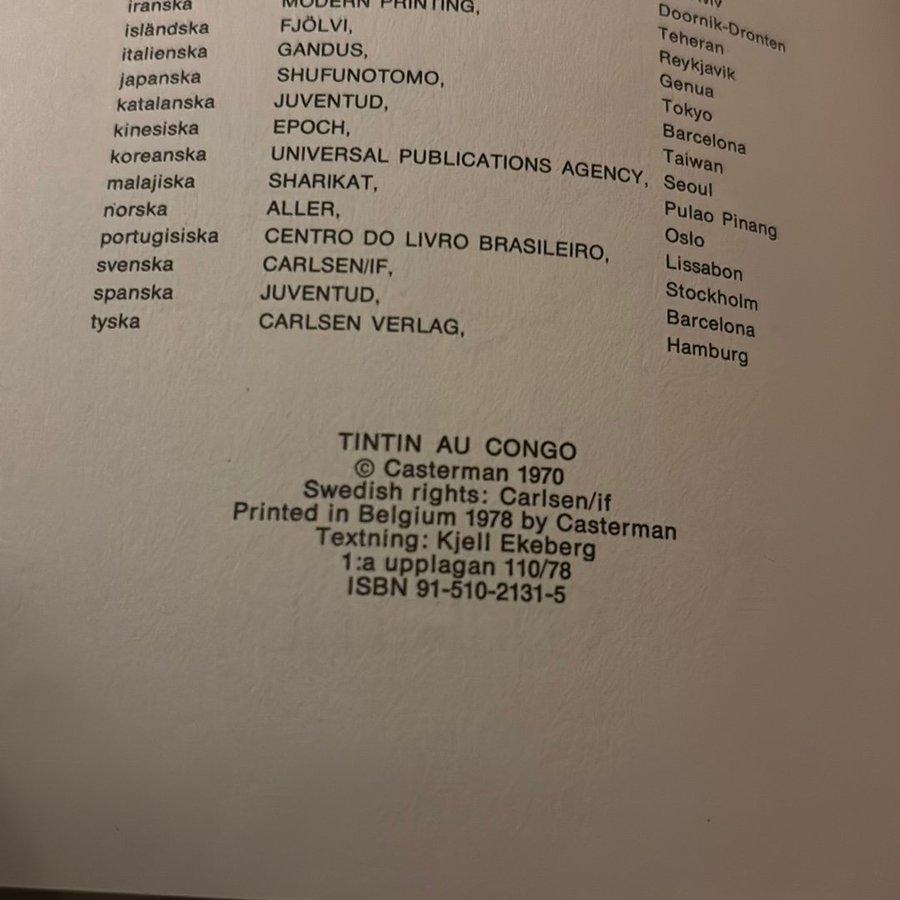 Doornik-Dronten
iranska MODERN PRINTING, Teheran
isländska FJÖLVI, Reykjavik
italienska GANDUS, Genua
japanska SHUFUNOTOMO, Tokyo
katalanska JUVENTUD, Barcelona
kinesiska EPOCH, Taiwan
koreanska UNIVERSAL PUBLICATIONS AGENCY, Seoul
malajiska SHARIKAT, Pulao Pinang
norska ALLER, Oslo
portugisiska CENTRO DO LIVRO BRASILEIRO, Lissabon
svenska CARLSEN/IF, Stockholm
spanska JUVENTUD, Barcelona
tyska CARLSEN VERLAG, Hamburg
TINTIN AU CONGO
© Casterman 1970
Swedish rights: Carlsen/if
Printed in Belgium 1978 by Casterman
Textning: Kjell Ekeberg
1:a upplagan 110/78
ISBN 91-510-2131-5